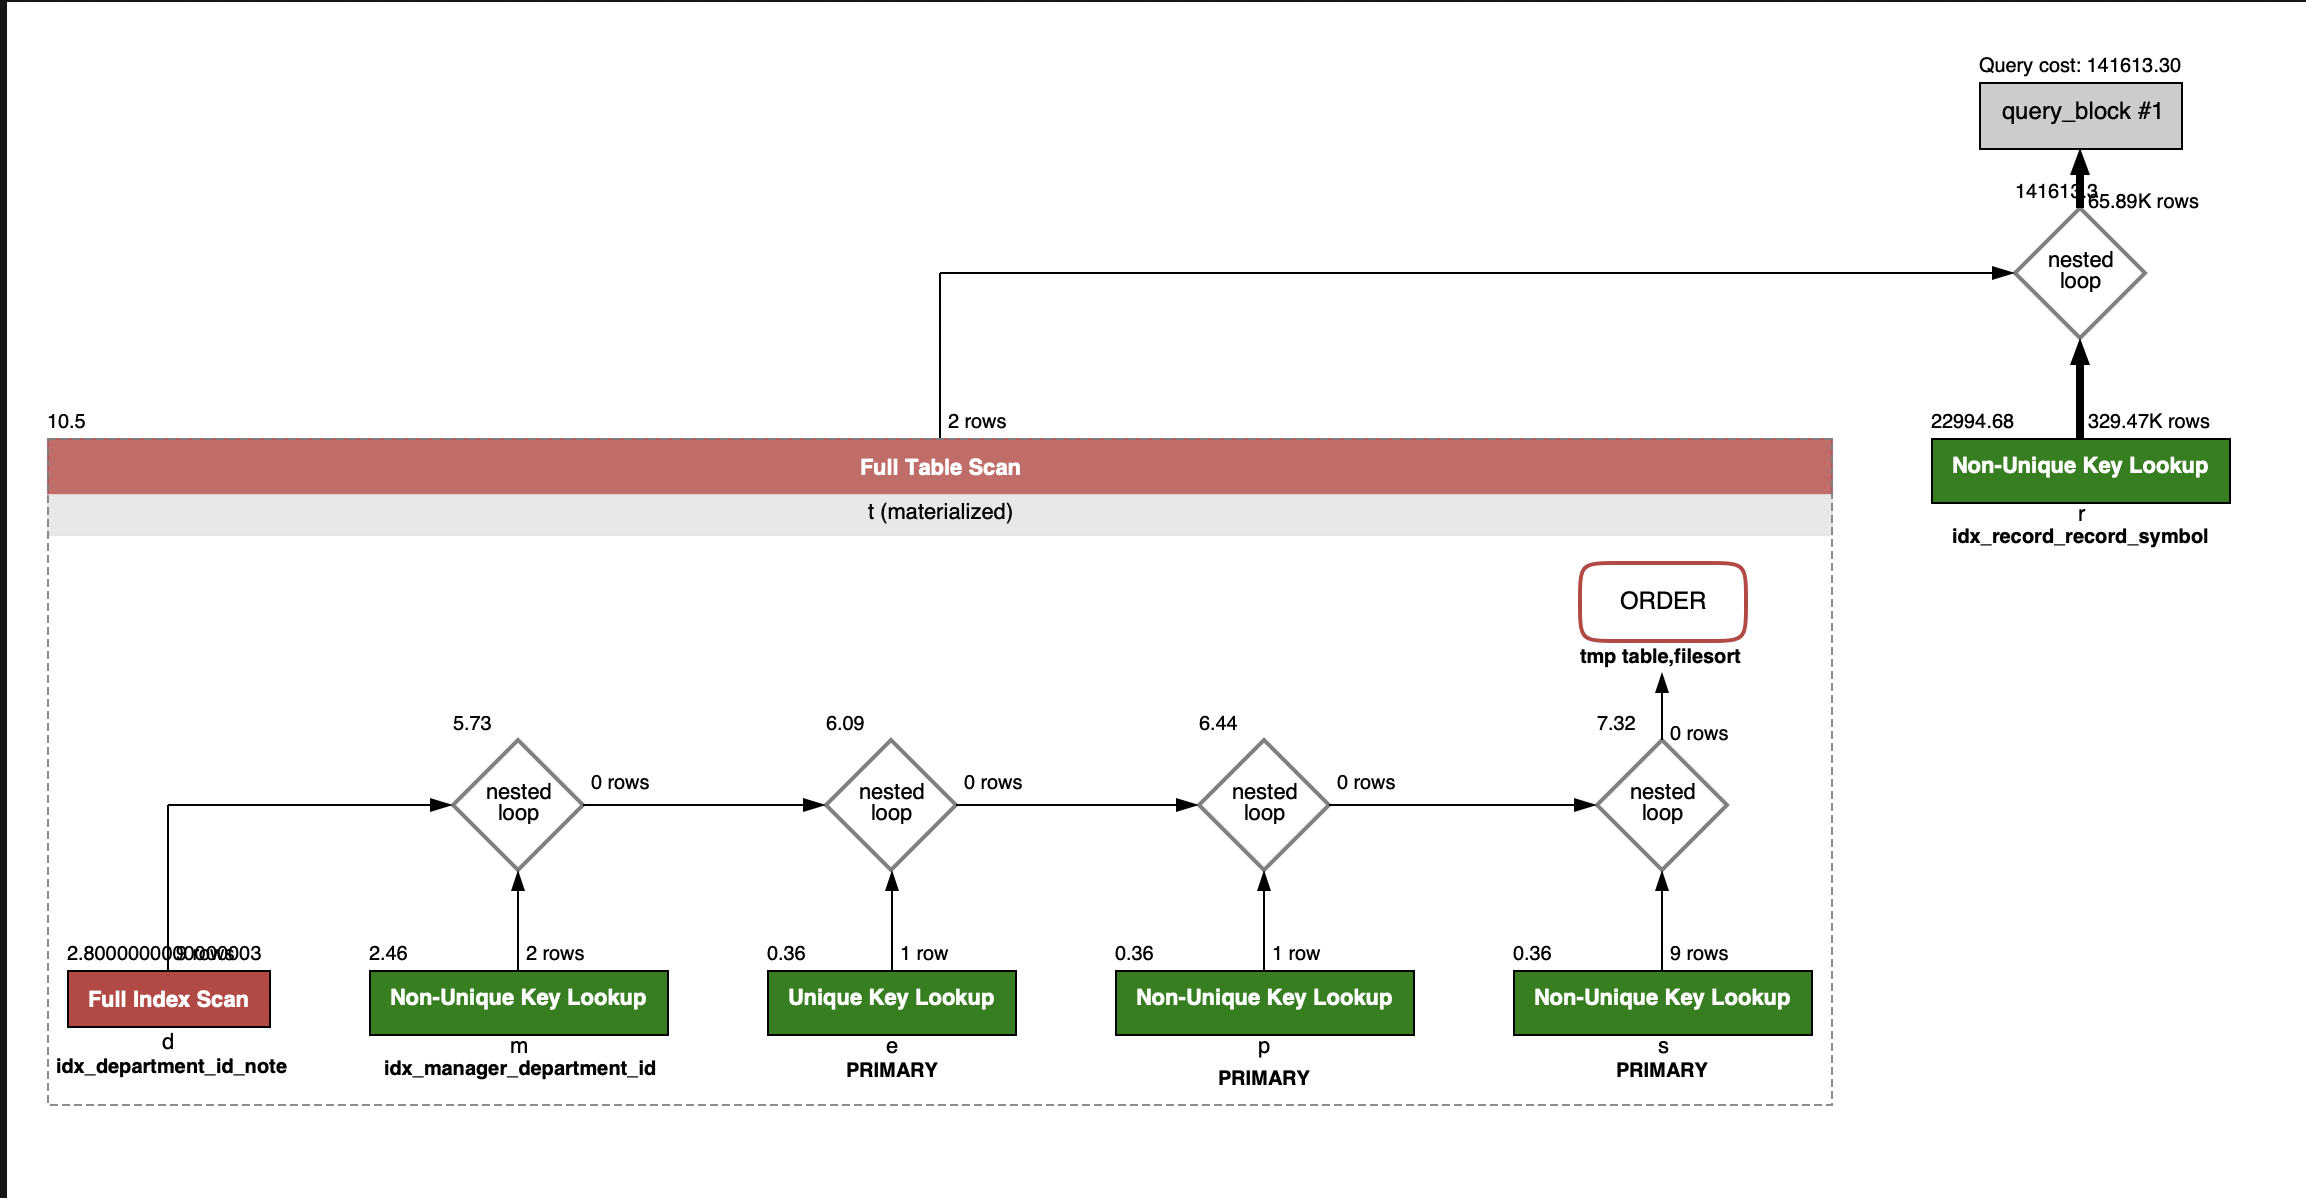 Query cost: 141613.30
query_block #1
141613.3
65.89K rows
nested
loop
10.5
2 rows
22994.68
329.47K rows
Full Table Scan
Non-Unique Key Lookup
t (materialized)
r
idx_record_record_symbol
ORDER
tmp table,filesort
5.73
6.09
6.44
7.32
0 rows
nested
loop
0 rows
nested
loop
0 rows
nested
loop
0 rows
nested
loop
2.8000000000000003
9 rows
2.46
2 rows
0.36
1 row
0.36
1 row
0.36
9 rows
Full Index Scan
Non-Unique Key Lookup
Unique Key Lookup
Non-Unique Key Lookup
Non-Unique Key Lookup
d
m
e
p
s
idx_department_id_note
idx_manager_department_id
PRIMARY
PRIMARY
PRIMARY